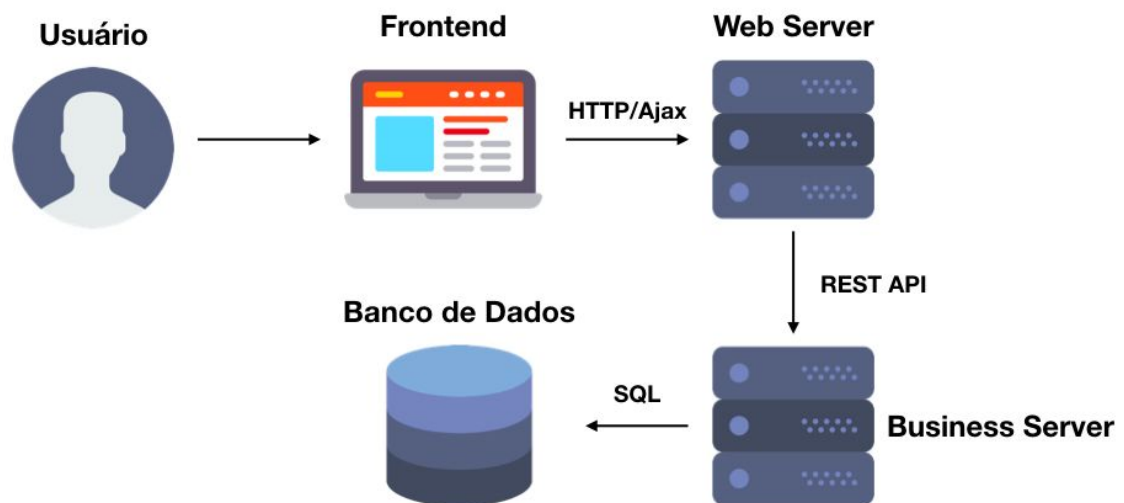 Usuário
Frontend
Web Server
HTTP/Ajax
REST API
Banco de Dados
SQL
Business Server